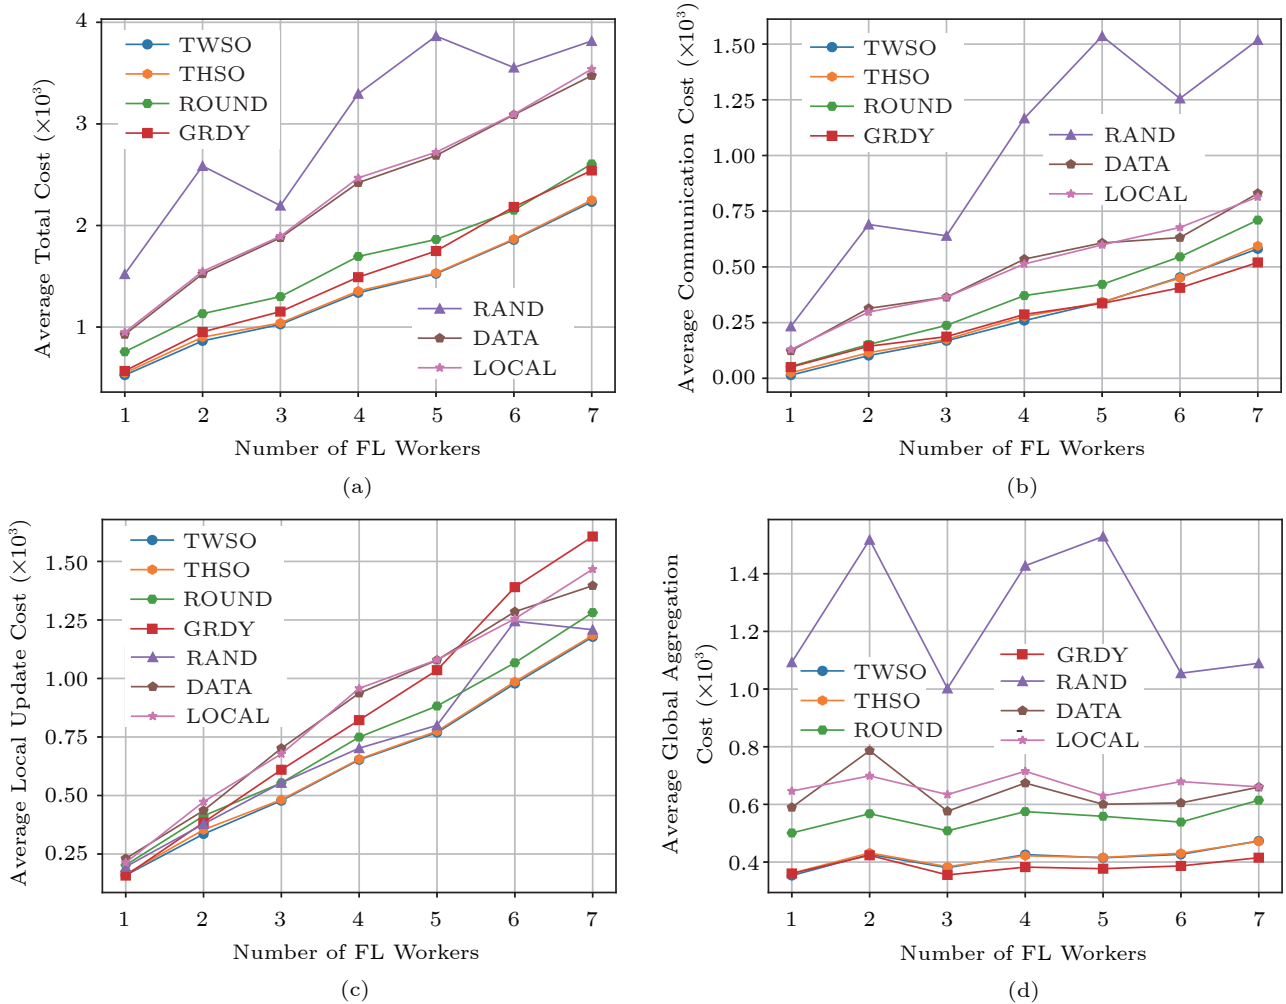 4
3
2
1
Average Total Cost (×10³)
TWSO
THSO
ROUND
GRDY
RAND
DATA
LOCAL
1 2 3 4 5 6 7
Number of FL Workers
(a)
1.50
1.25
1.00
0.75
0.50
0.25
0.00
Average Communication Cost (×10³)
TWSO
THSO
ROUND
GRDY
RAND
DATA
LOCAL
1 2 3 4 5 6 7
Number of FL Workers
(b)
1.50
1.25
1.00
0.75
0.50
0.25
Average Local Update Cost (×10³)
TWSO
THSO
ROUND
GRDY
RAND
DATA
LOCAL
1 2 3 4 5 6 7
Number of FL Workers
(c)
1.4
1.2
1.0
0.8
0.6
0.4
Average Global Aggregation
Cost (×10³)
TWSO
THSO
ROUND
GRDY
RAND
DATA
LOCAL
1 2 3 4 5 6 7
Number of FL Workers
(d)